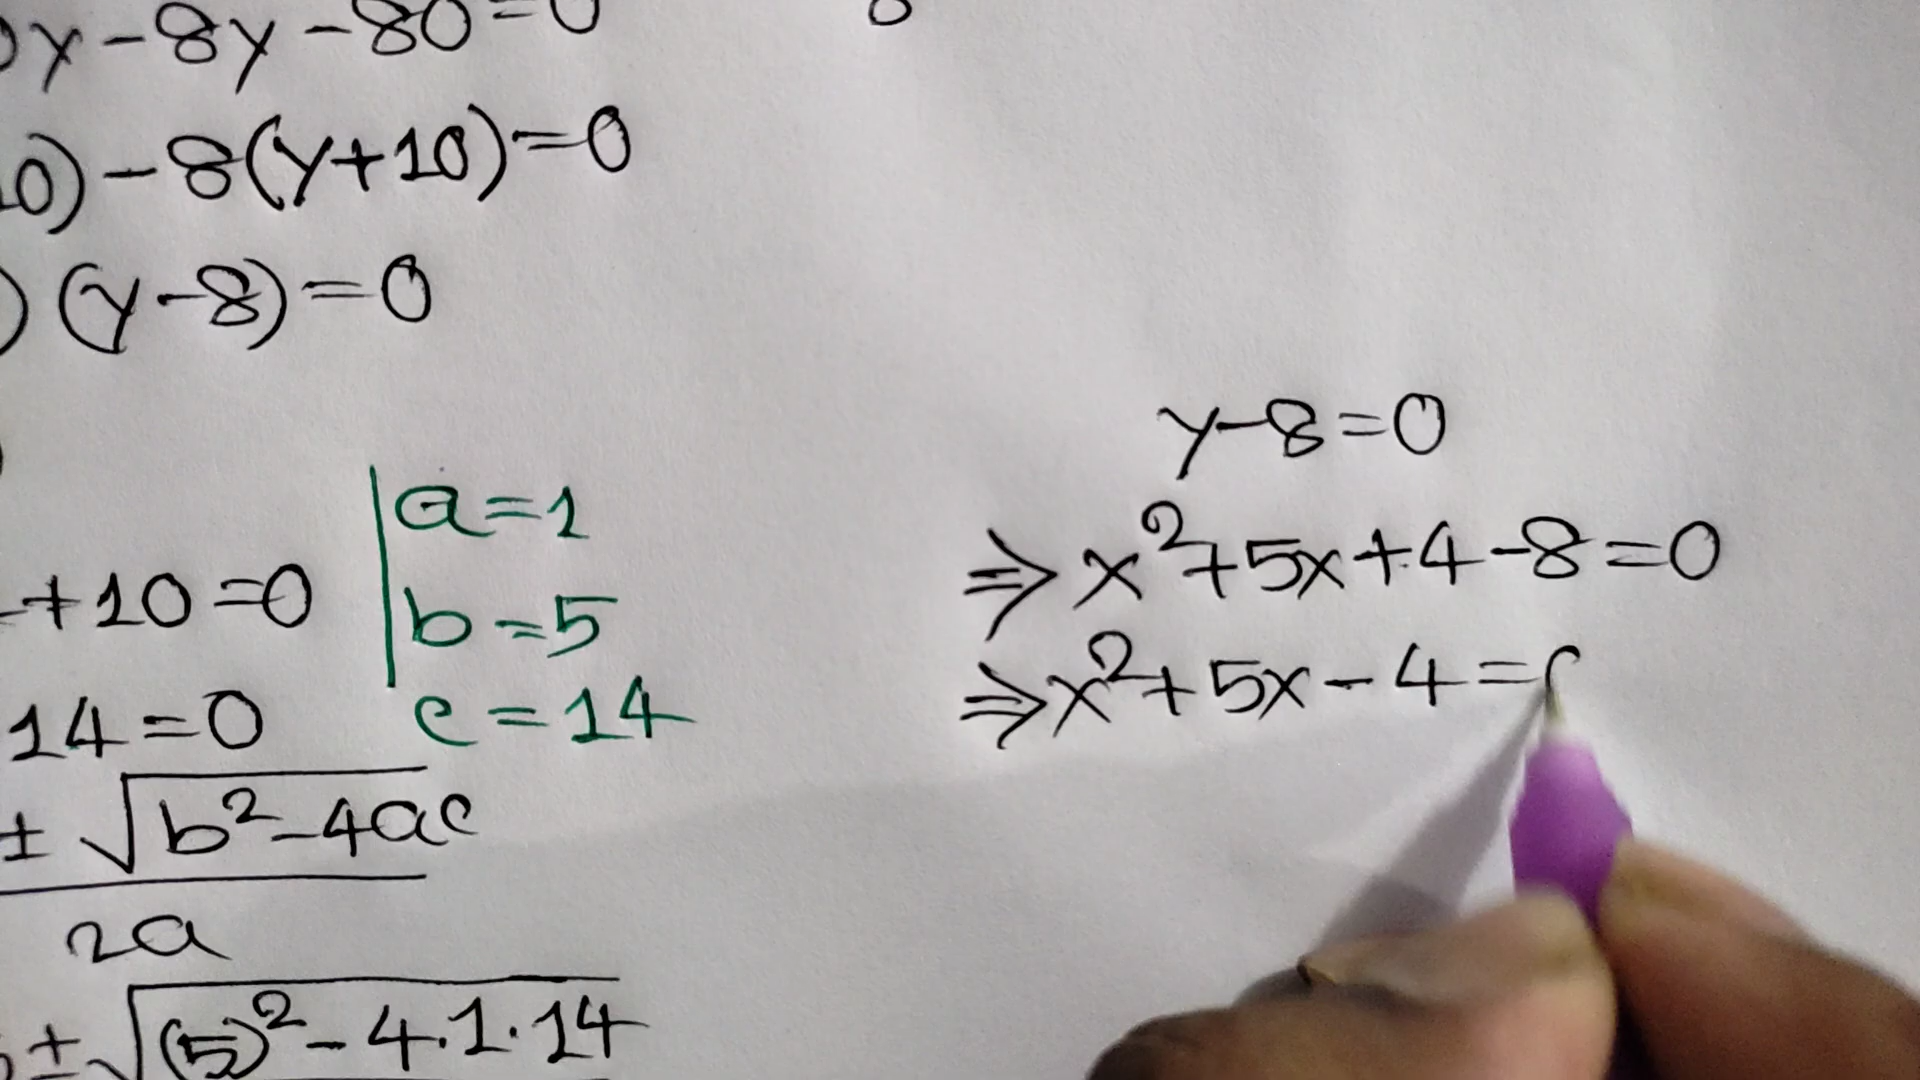 y-8y-80=0
0)-8(y+10)=0
)(y-8)=0
+10=0
14=0
± √b²-4ac
2a
± √(5)²-4.1.14
a=1
b=5
c=14
y-8=0
⇒x²+5x+4-8=0
⇒x²+5x-4=